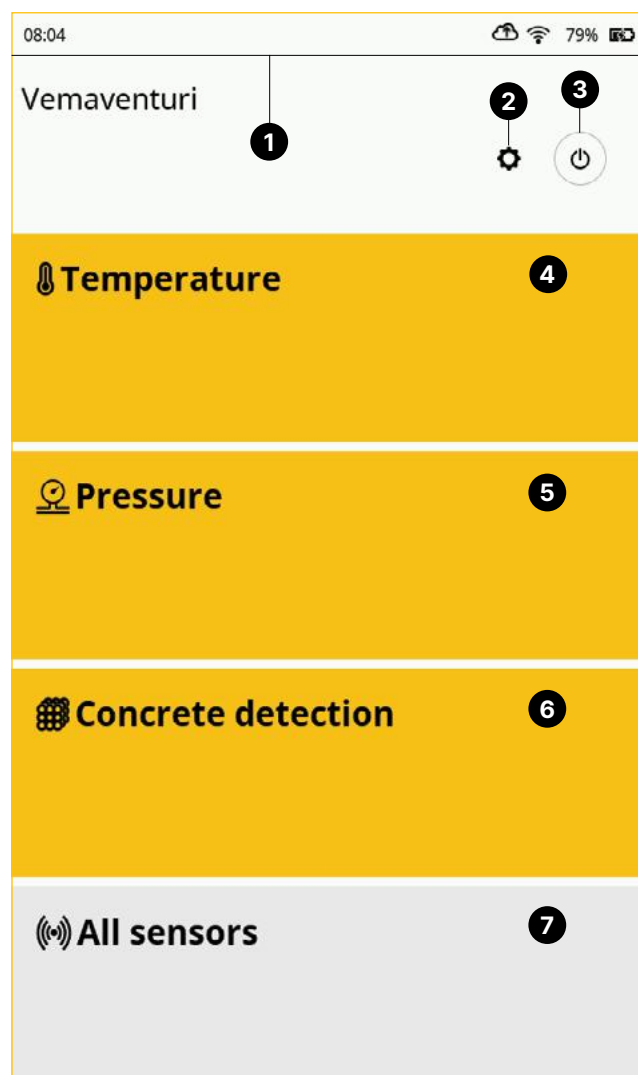 08:04 79%
Vemaventuri
2
3
1
Temperature 4
Pressure 5
Concrete detection 6
All sensors 7